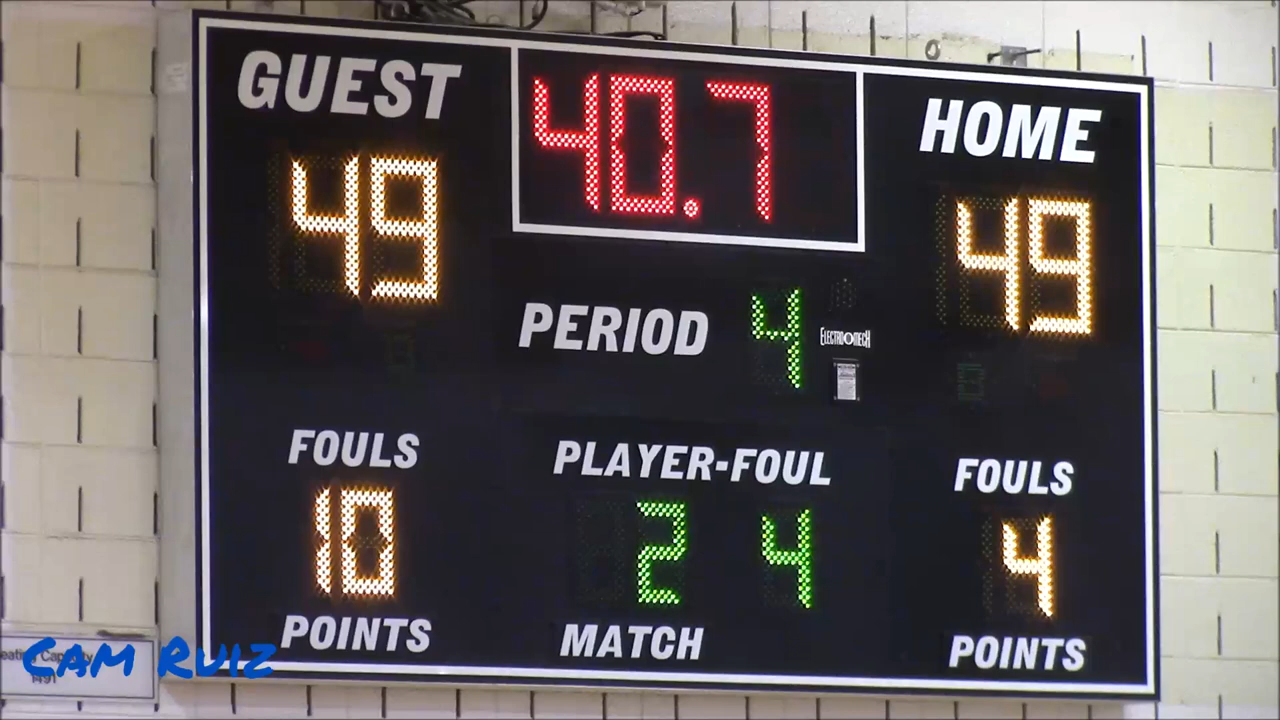 GUEST
40.7
HOME
49
49
PERIOD 4
ELECTRO-MECH
FOULS
PLAYER-FOUL
FOULS
10
2 4
4
POINTS
MATCH
POINTS
Cam Ruiz
1491